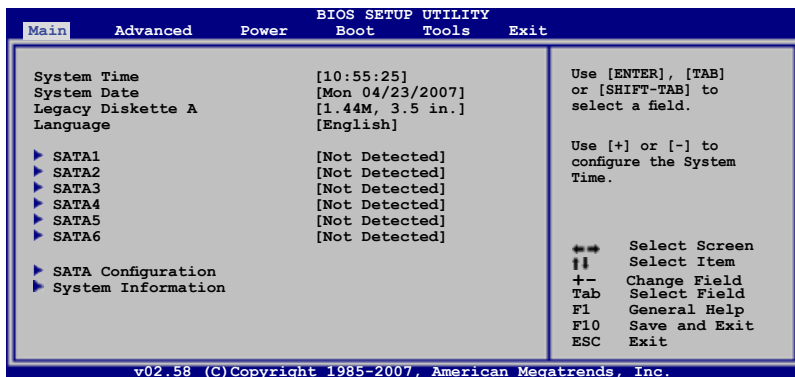 BIOS SETUP UTILITY
Main Advanced Power Boot Tools Exit
System Time [10:55:25]
System Date [Mon 04/23/2007]
Legacy Diskette A [1.44M, 3.5 in.]
Language [English]
SATA1 [Not Detected]
SATA2 [Not Detected]
SATA3 [Not Detected]
SATA4 [Not Detected]
SATA5 [Not Detected]
SATA6 [Not Detected]
SATA Configuration
System Information
Use [ENTER], [TAB]
or [SHIFT-TAB] to
select a field.
Use [+] or [-] to
configure the System
Time.
Select Screen
Select Item
+- Change Field
Tab Select Field
F1 General Help
F10 Save and Exit
ESC Exit
v02.58 (C)Copyright 1985-2007, American Megatrends, Inc.